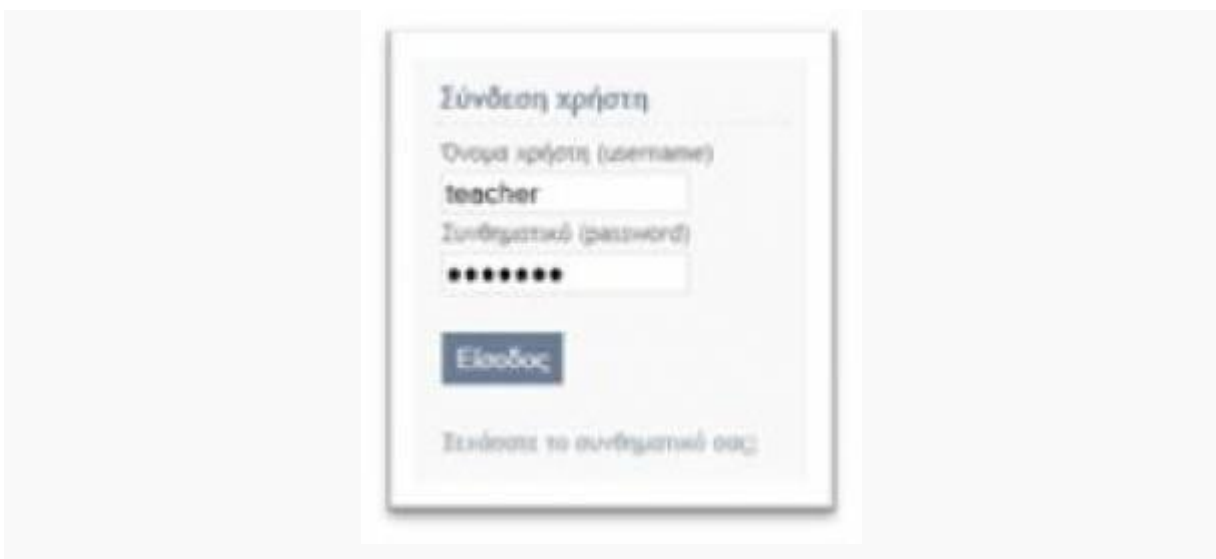 Σύνδεση χρήστη
Όνομα χρήστη (username)
teacher
Συνθηματικό (password)
•••••••
Είσοδος
Ξεχάσατε το συνθηματικό σας;